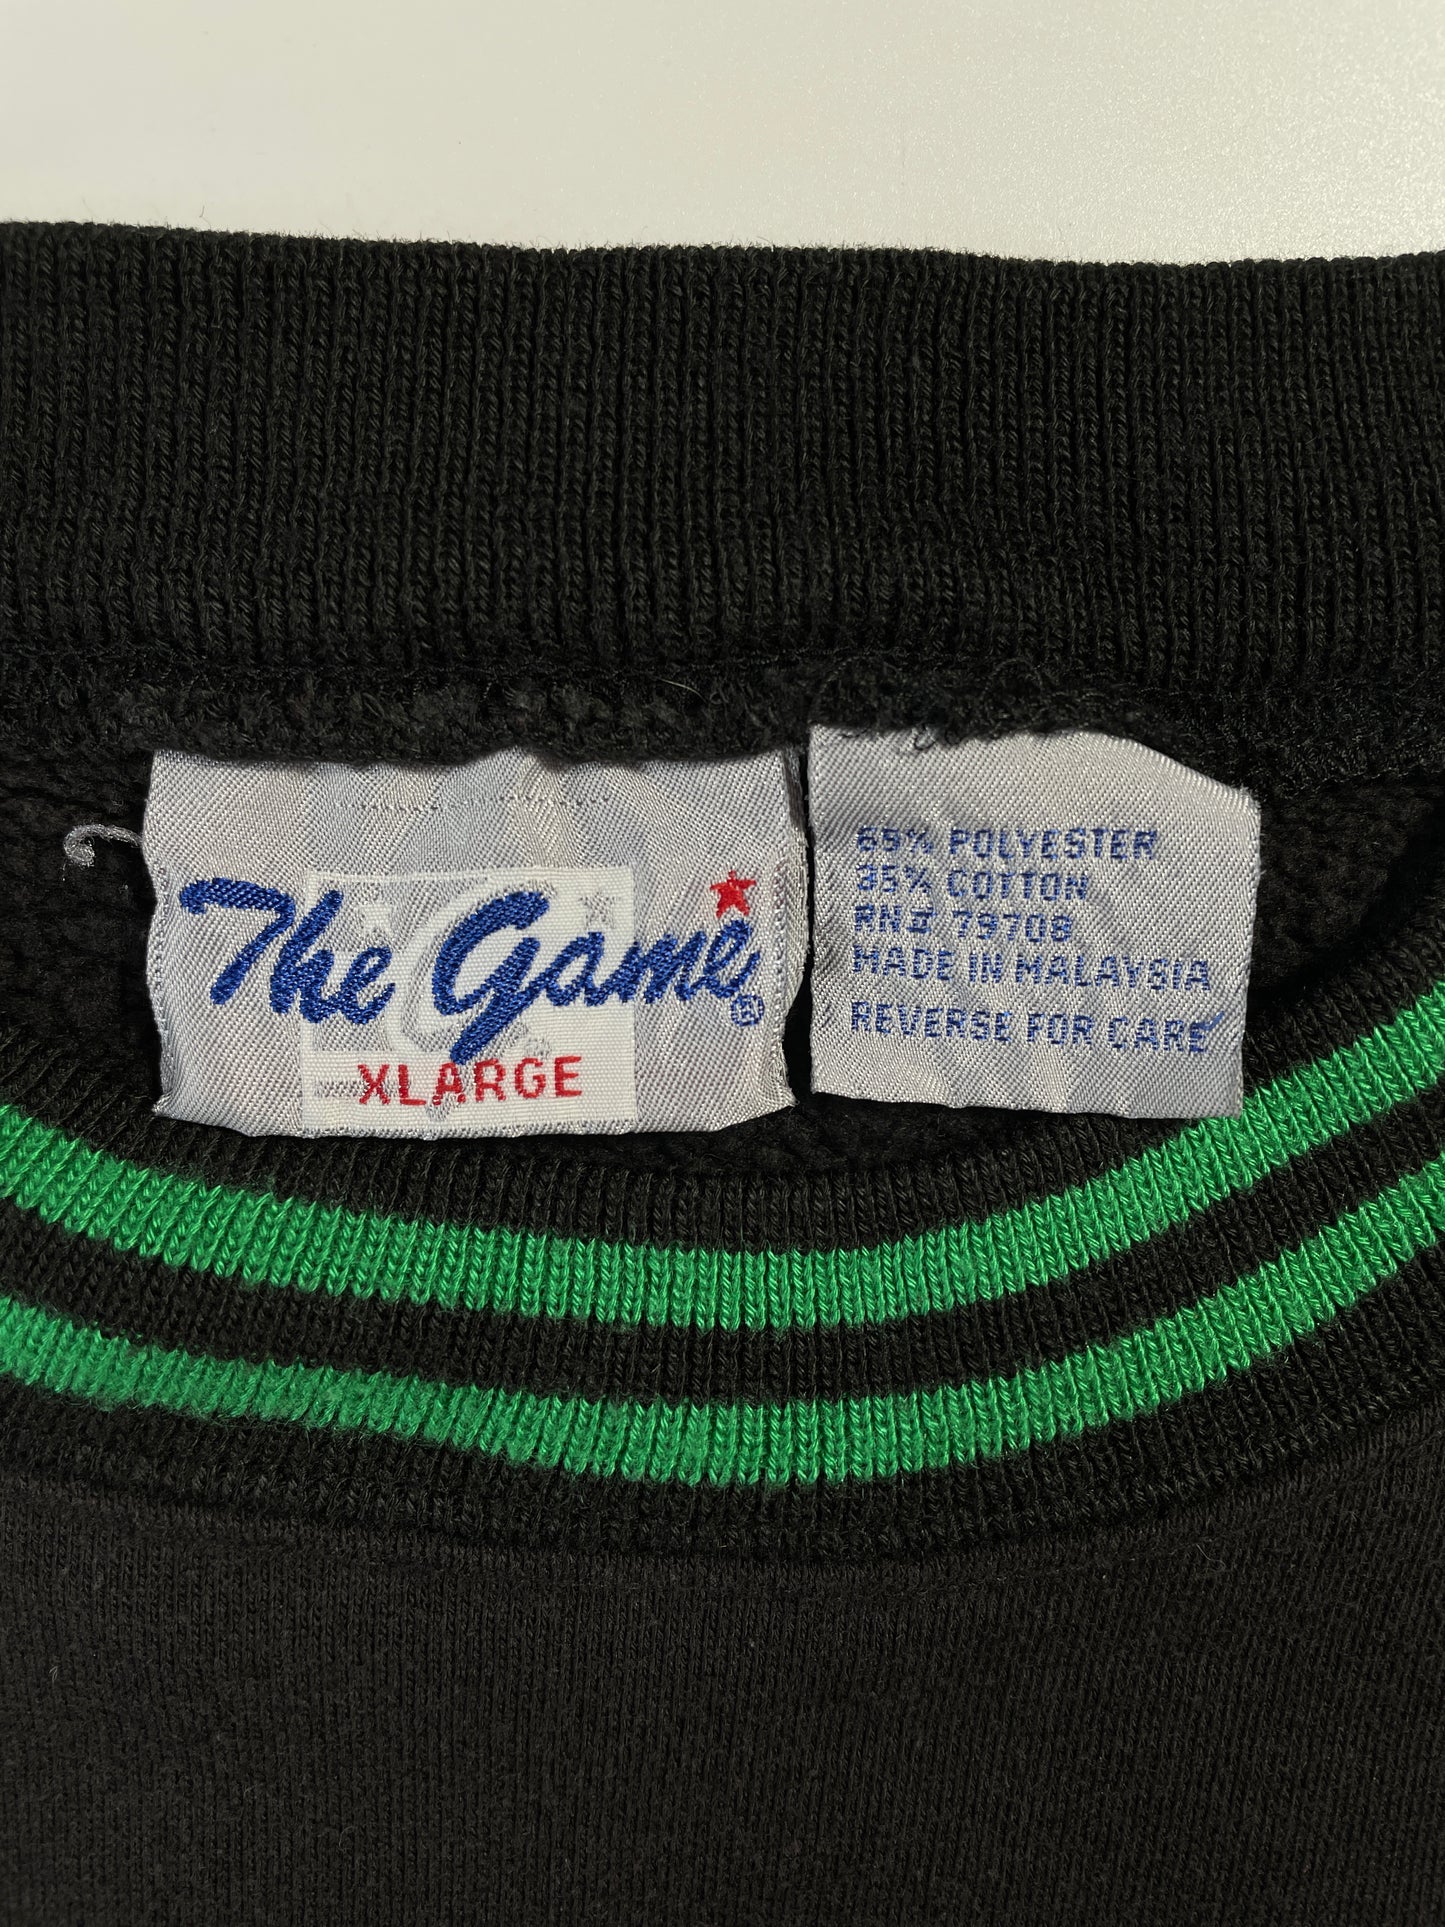 The Game®
XLARGE
65% POLYESTER
35% COTTON
RN# 79708
MADE IN MALAYSIA
REVERSE FOR CARE